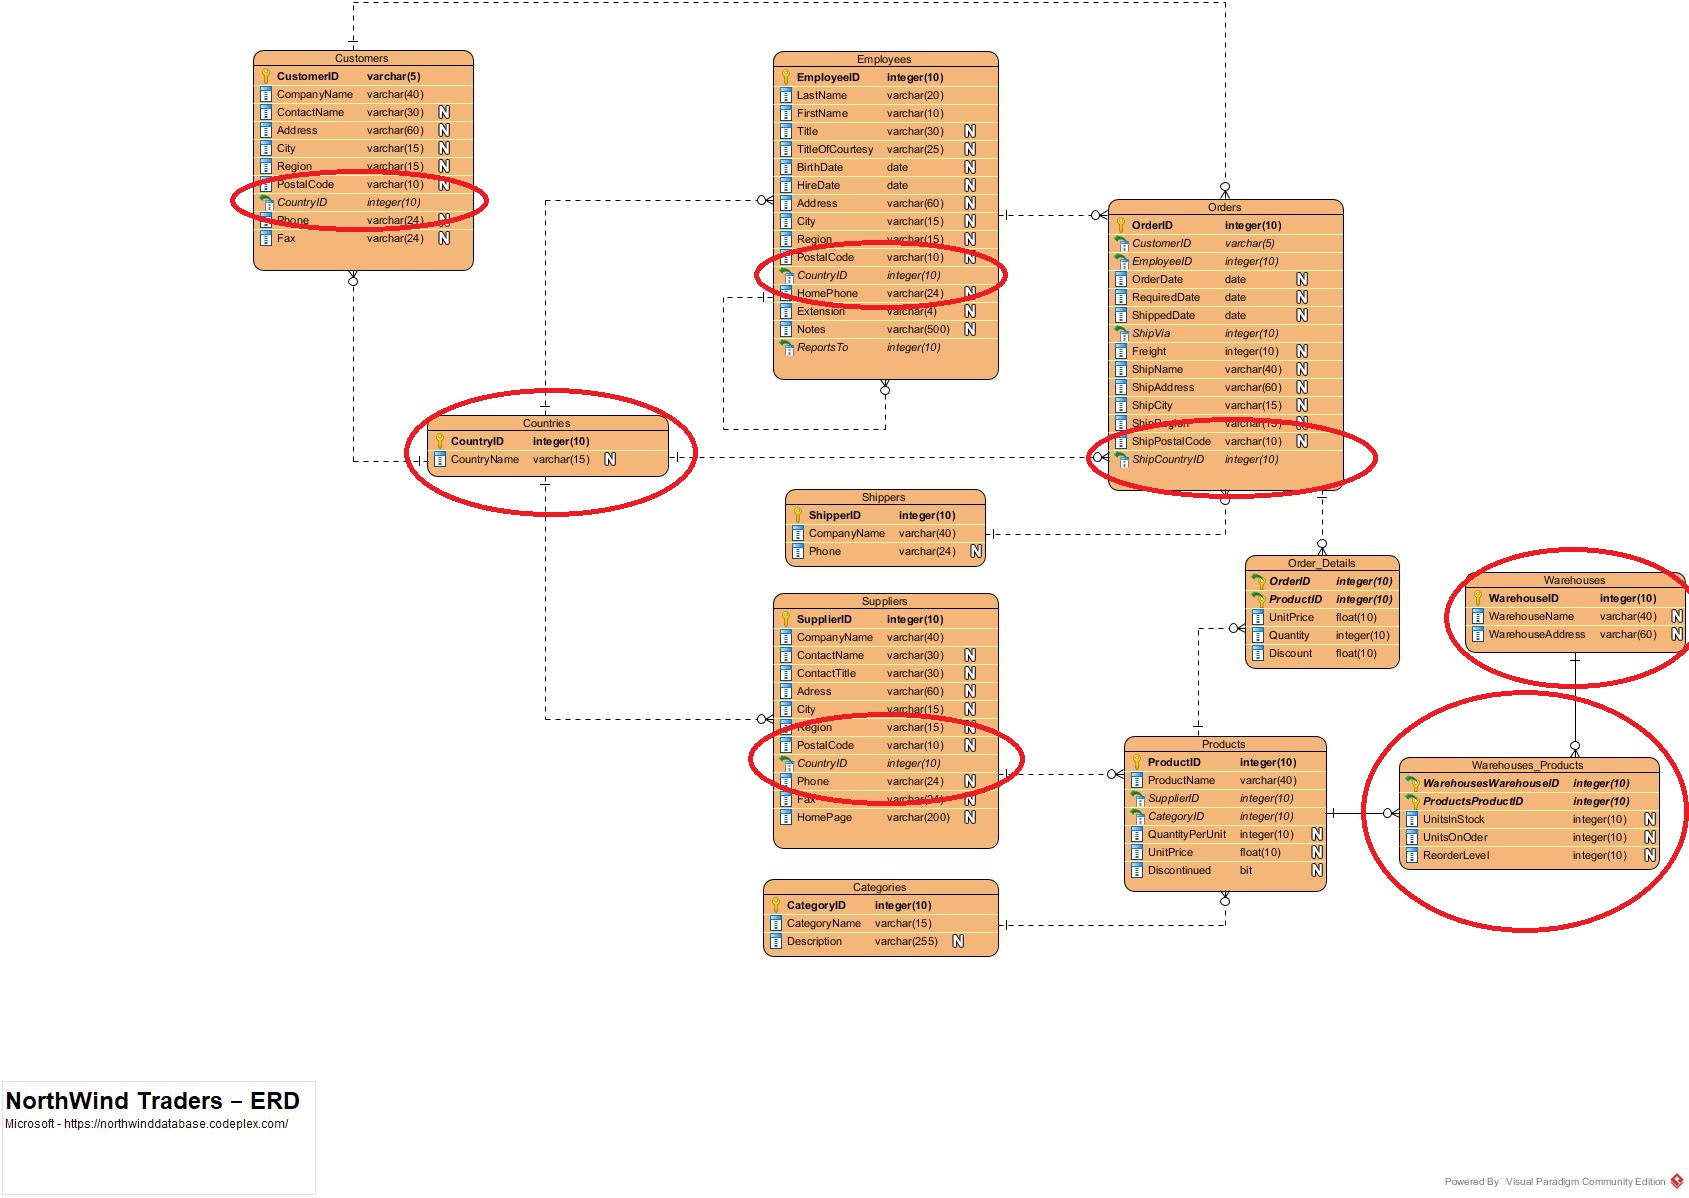 Customers
CustomerID varchar(5)
CompanyName varchar(40)
ContactName varchar(30) N
Address varchar(60) N
City varchar(15) N
Region varchar(15) N
PostalCode varchar(10) N
CountryID integer(10)
Phone varchar(24) N
Fax varchar(24) N
Employees
EmployeeID integer(10)
LastName varchar(20)
FirstName varchar(10)
Title varchar(30) N
TitleOfCourtesy varchar(25) N
BirthDate date N
HireDate date N
Address varchar(60) N
City varchar(15) N
Region varchar(15) N
PostalCode varchar(10) N
CountryID integer(10)
HomePhone varchar(24) N
Extension varchar(4) N
Notes varchar(500) N
ReportsTo integer(10)
Orders
OrderID integer(10)
CustomerID varchar(5)
EmployeeID integer(10)
OrderDate date N
RequiredDate date N
ShippedDate date N
ShipVia integer(10)
Freight integer(10) N
ShipName varchar(40) N
ShipAddress varchar(60) N
ShipCity varchar(15) N
ShipRegion varchar(15) N
ShipPostalCode varchar(10) N
ShipCountryID integer(10)
Countries
CountryID integer(10)
CountryName varchar(15) N
Shippers
ShipperID integer(10)
CompanyName varchar(40)
Phone varchar(24) N
Order_Details
OrderID integer(10)
ProductID integer(10)
UnitPrice float(10)
Quantity integer(10)
Discount float(10)
Warehouses
WarehouseID integer(10)
WarehouseName varchar(40) N
WarehouseAddress varchar(60) N
Suppliers
SupplierID integer(10)
CompanyName varchar(40)
ContactName varchar(30) N
ContactTitle varchar(30) N
Adress varchar(60) N
City varchar(15) N
Region varchar(15) N
PostalCode varchar(10) N
CountryID integer(10)
Phone varchar(24) N
Fax varchar(24) N
HomePage varchar(200) N
Products
ProductID integer(10)
ProductName varchar(40)
SupplierID integer(10)
CategoryID integer(10)
QuantityPerUnit integer(10) N
UnitPrice float(10) N
Discontinued bit N
Warehouses_Products
WarehousesWarehouseID integer(10)
ProductsProductID integer(10)
UnitsInStock integer(10) N
UnitsOnOder integer(10) N
ReorderLevel integer(10) N
Categories
CategoryID integer(10)
CategoryName varchar(15)
Description varchar(255) N
NorthWind Traders – ERD
Microsoft - https://northwinddatabase.codeplex.com/
Powered By Visual Paradigm Community Edition